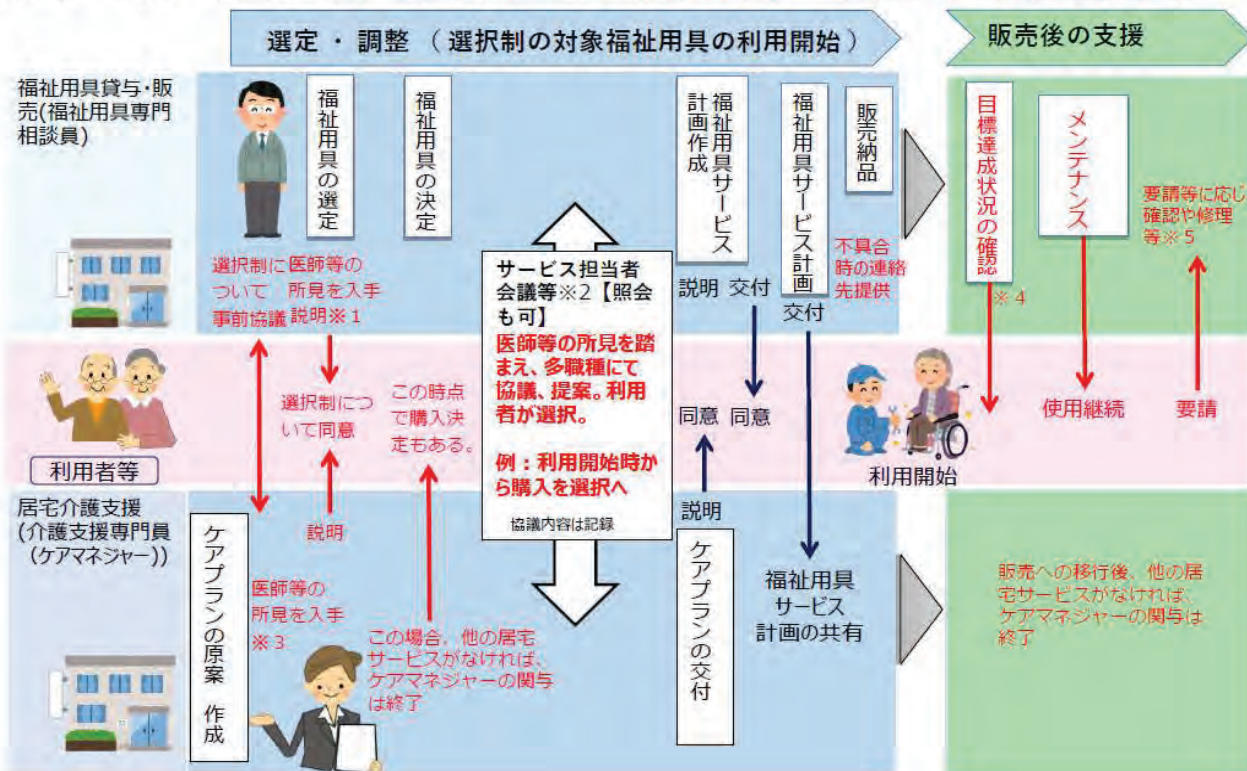 選定・調整（選択制の対象福祉用具の利用開始）
販売後の支援
福祉用具貸与・販
売(福祉用具専門
相談員)
福祉用具の選定
福祉用具の決定
福祉用具サービス
計画作成
福祉用具サービス計画
販売納品
目標達成状況の確認
メンテナンス
要請等に応じ
確認や修理
等※5
選択制に
ついて
事前協議
医師等の
所見を入手
説明※1
サービス担当者
会議等※2【照会
も可】
医師等の所見を踏
まえ、多職種にて
協議、提案。利用
者が選択。
例：利用開始時か
ら購入を選択へ
協議内容は記録
説明
交付
交付
不具合
時の連絡
先提供
※4
利用者等
選択制につ
いて同意
この時点
で購入決
定もある。
同意
同意
利用開始
使用継続
要請
居宅介護支援
(介護支援専門員
（ケアマネジャー）)
ケアプランの原案 作成
説明
医師等の
所見を入手
※3
この場合、他の居宅
サービスがなければ、
ケアマネジャーの関与
は終了
説明
ケアプランの交付
福祉用具
サービス
計画の共有
販売への移行後、他の居
宅サービスがなければ、
ケアマネジャーの関与は
終了